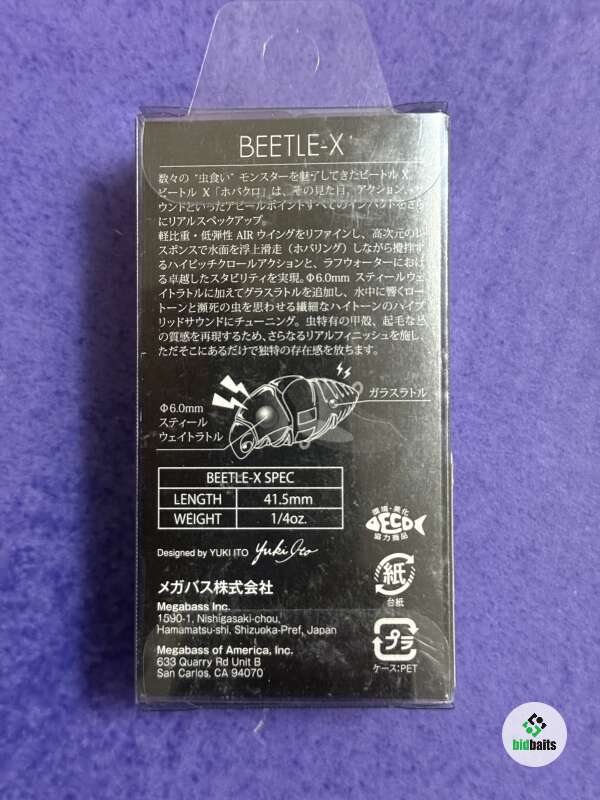 BEETLE-X
数々の “虫食い” モンスターを魅了してきたビートル X。
ビートル X「ホバクロ」は、その見た目、アクション、サ
ウンドといったアピールポイントすべてのインパクトをさら
にリアルスペックアップ。
軽比重・低弾性 AIR ウイングをリファインし、高次元のレ
スポンスで水面を浮上滑走（ホバリング）しながら攪拌す
るハイピッチクロールアクションと、ラフウォーターにおけ
る卓越したスタビリティを実現。Φ6.0mm スティールウェ
イトラトルに加えてグラスラトルを追加し、水中に響くロー
トーンと瀕死の虫を思わせる繊細なハイトーンのハイブ
リッドサウンドにチューニング。虫特有の甲殻、起毛などの
質感を再現するため、さらなるリアルフィニッシュを施し、
ただそこにあるだけで独特の存在感を放ちます。
ガラスラトル
Φ6.0mm
スティール
ウェイトラトル
BEETLE-X SPEC
LENGTH 41.5mm
WEIGHT 1/4oz.
環境・美化
ECO
協力商品
Designed by YUKI ITO Yuki Ito
紙
台紙
メガバス株式会社
Megabass Inc.
1590-1, Nishigasaki-chou,
Hamamatsu-shi, Shizuoka-Pref, Japan
プラ
ケース:PET
Megabass of America, Inc.
633 Quarry Rd Unit B
San Carlos, CA 94070
bidbaits